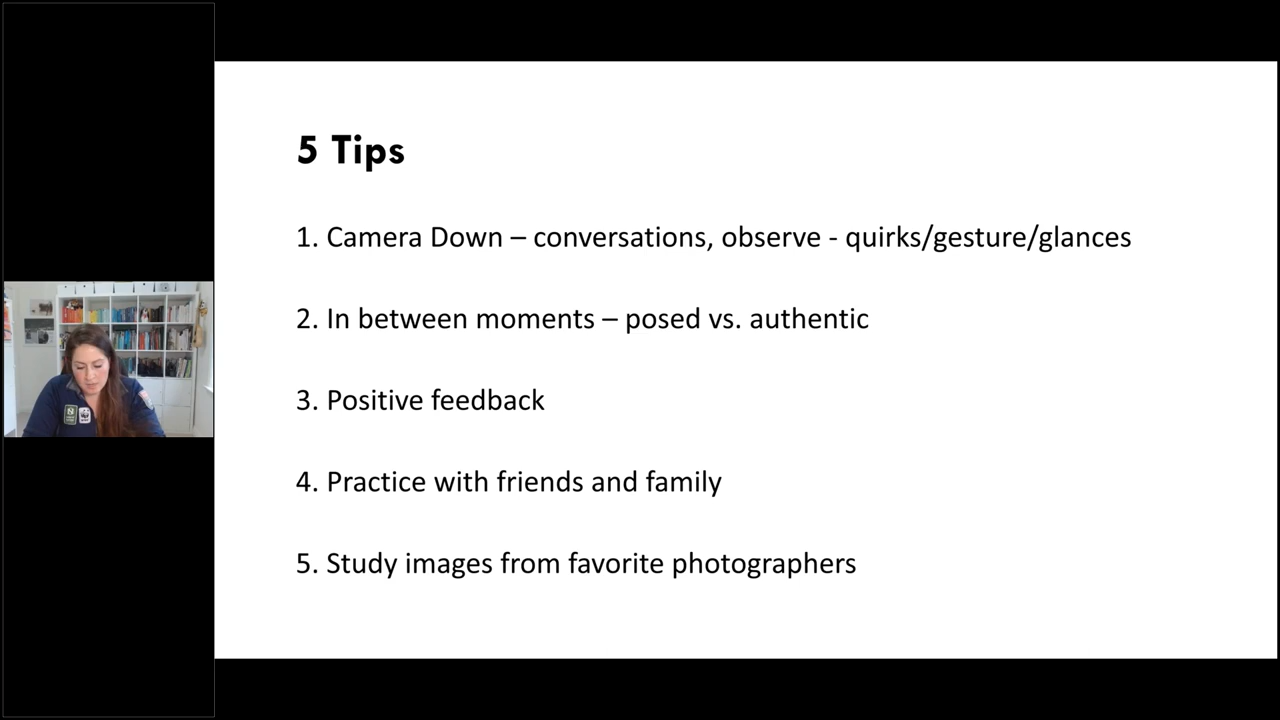 5 Tips
1. Camera Down – conversations, observe - quirks/gesture/glances
2. In between moments – posed vs. authentic
3. Positive feedback
4. Practice with friends and family
5. Study images from favorite photographers